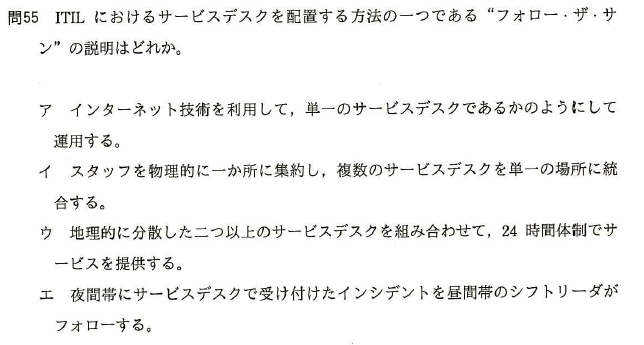 問55 ITIL におけるサービスデスクを配置する方法の一つである“フォロー・ザ・サ
ン”の説明はどれか。
ア インターネット技術を利用して，単一のサービスデスクであるかのようにして
運用する。
イ スタッフを物理的に一か所に集約し，複数のサービスデスクを単一の場所に統
合する。
ウ 地理的に分散した二つ以上のサービスデスクを組み合わせて，24 時間体制でサ
ービスを提供する。
エ 夜間帯にサービスデスクで受け付けたインシデントを昼間帯のシフトリーダが
フォローする。